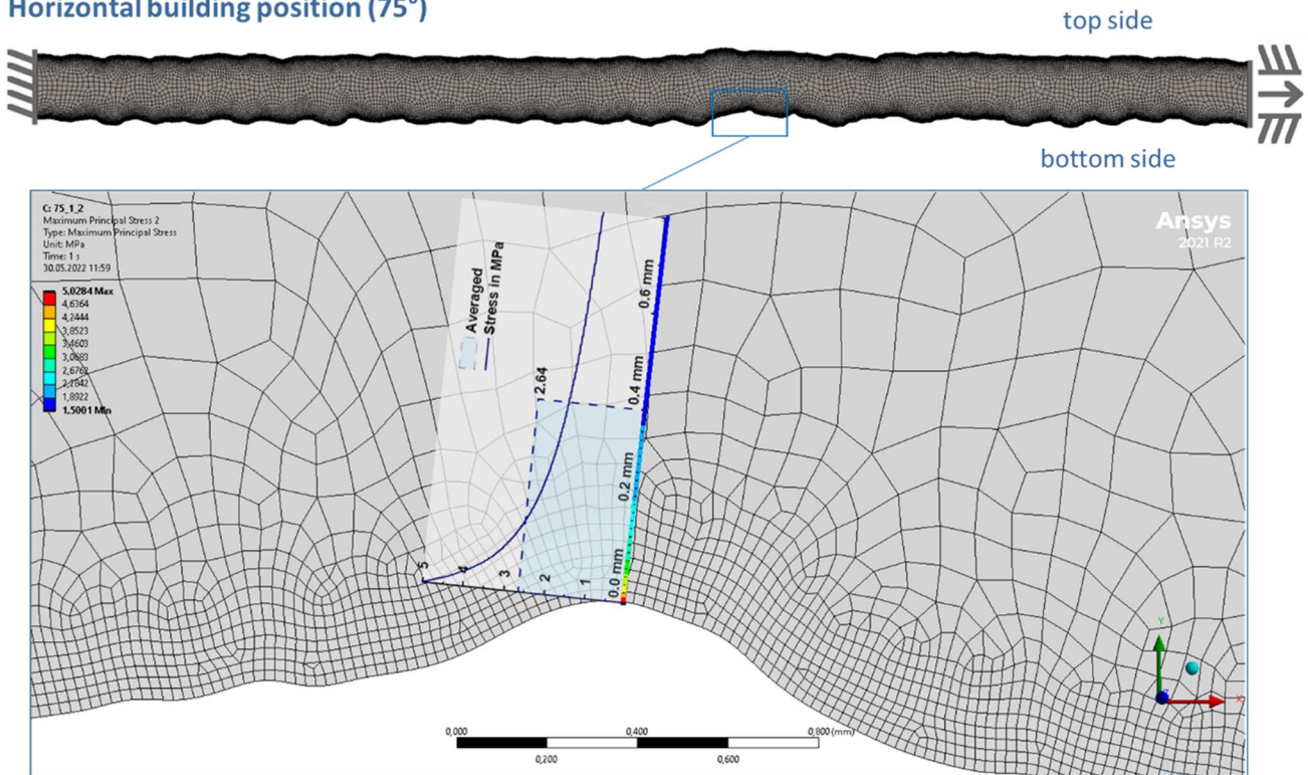 Horizontal building position (75°)
top side
bottom side
C: 75_1_2
Maximum Principal Stress 2
Type: Maximum Principal Stress
Unit: MPa
Time: 1 s
30.05.2022 11:59
5,0284 Max
4,6364
4,2444
3,8523
3,4603
3,0683
2,6762
2,2842
1,8922
1,5001 Min
Ansys
2021 R2
Averaged
Stress in MPa
2.64
0.6 mm
0.4 mm
0.2 mm
0.0 mm
5
4
3
2
1
Y
X
0,000
0,400
0,800 (mm)
0,200
0,600